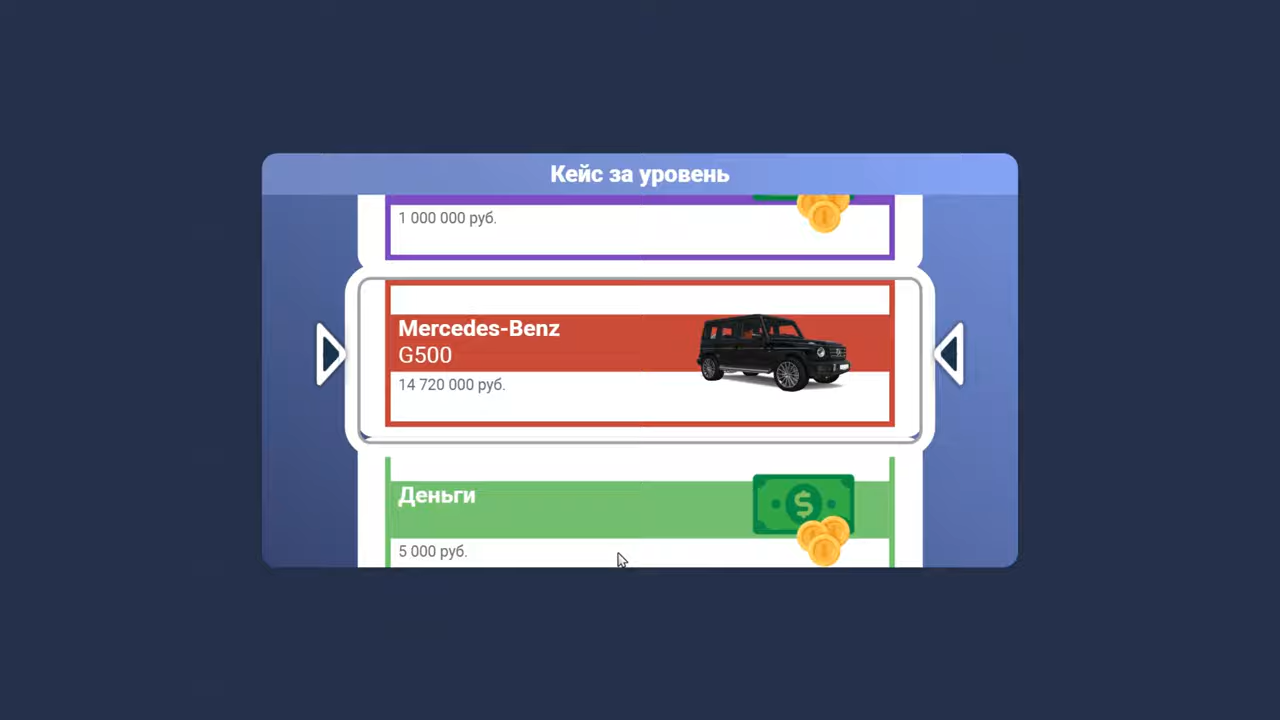 Кейс за уровень
1 000 000 руб.
Mercedes-Benz
G500
14 720 000 руб.
Деньги
5 000 руб.